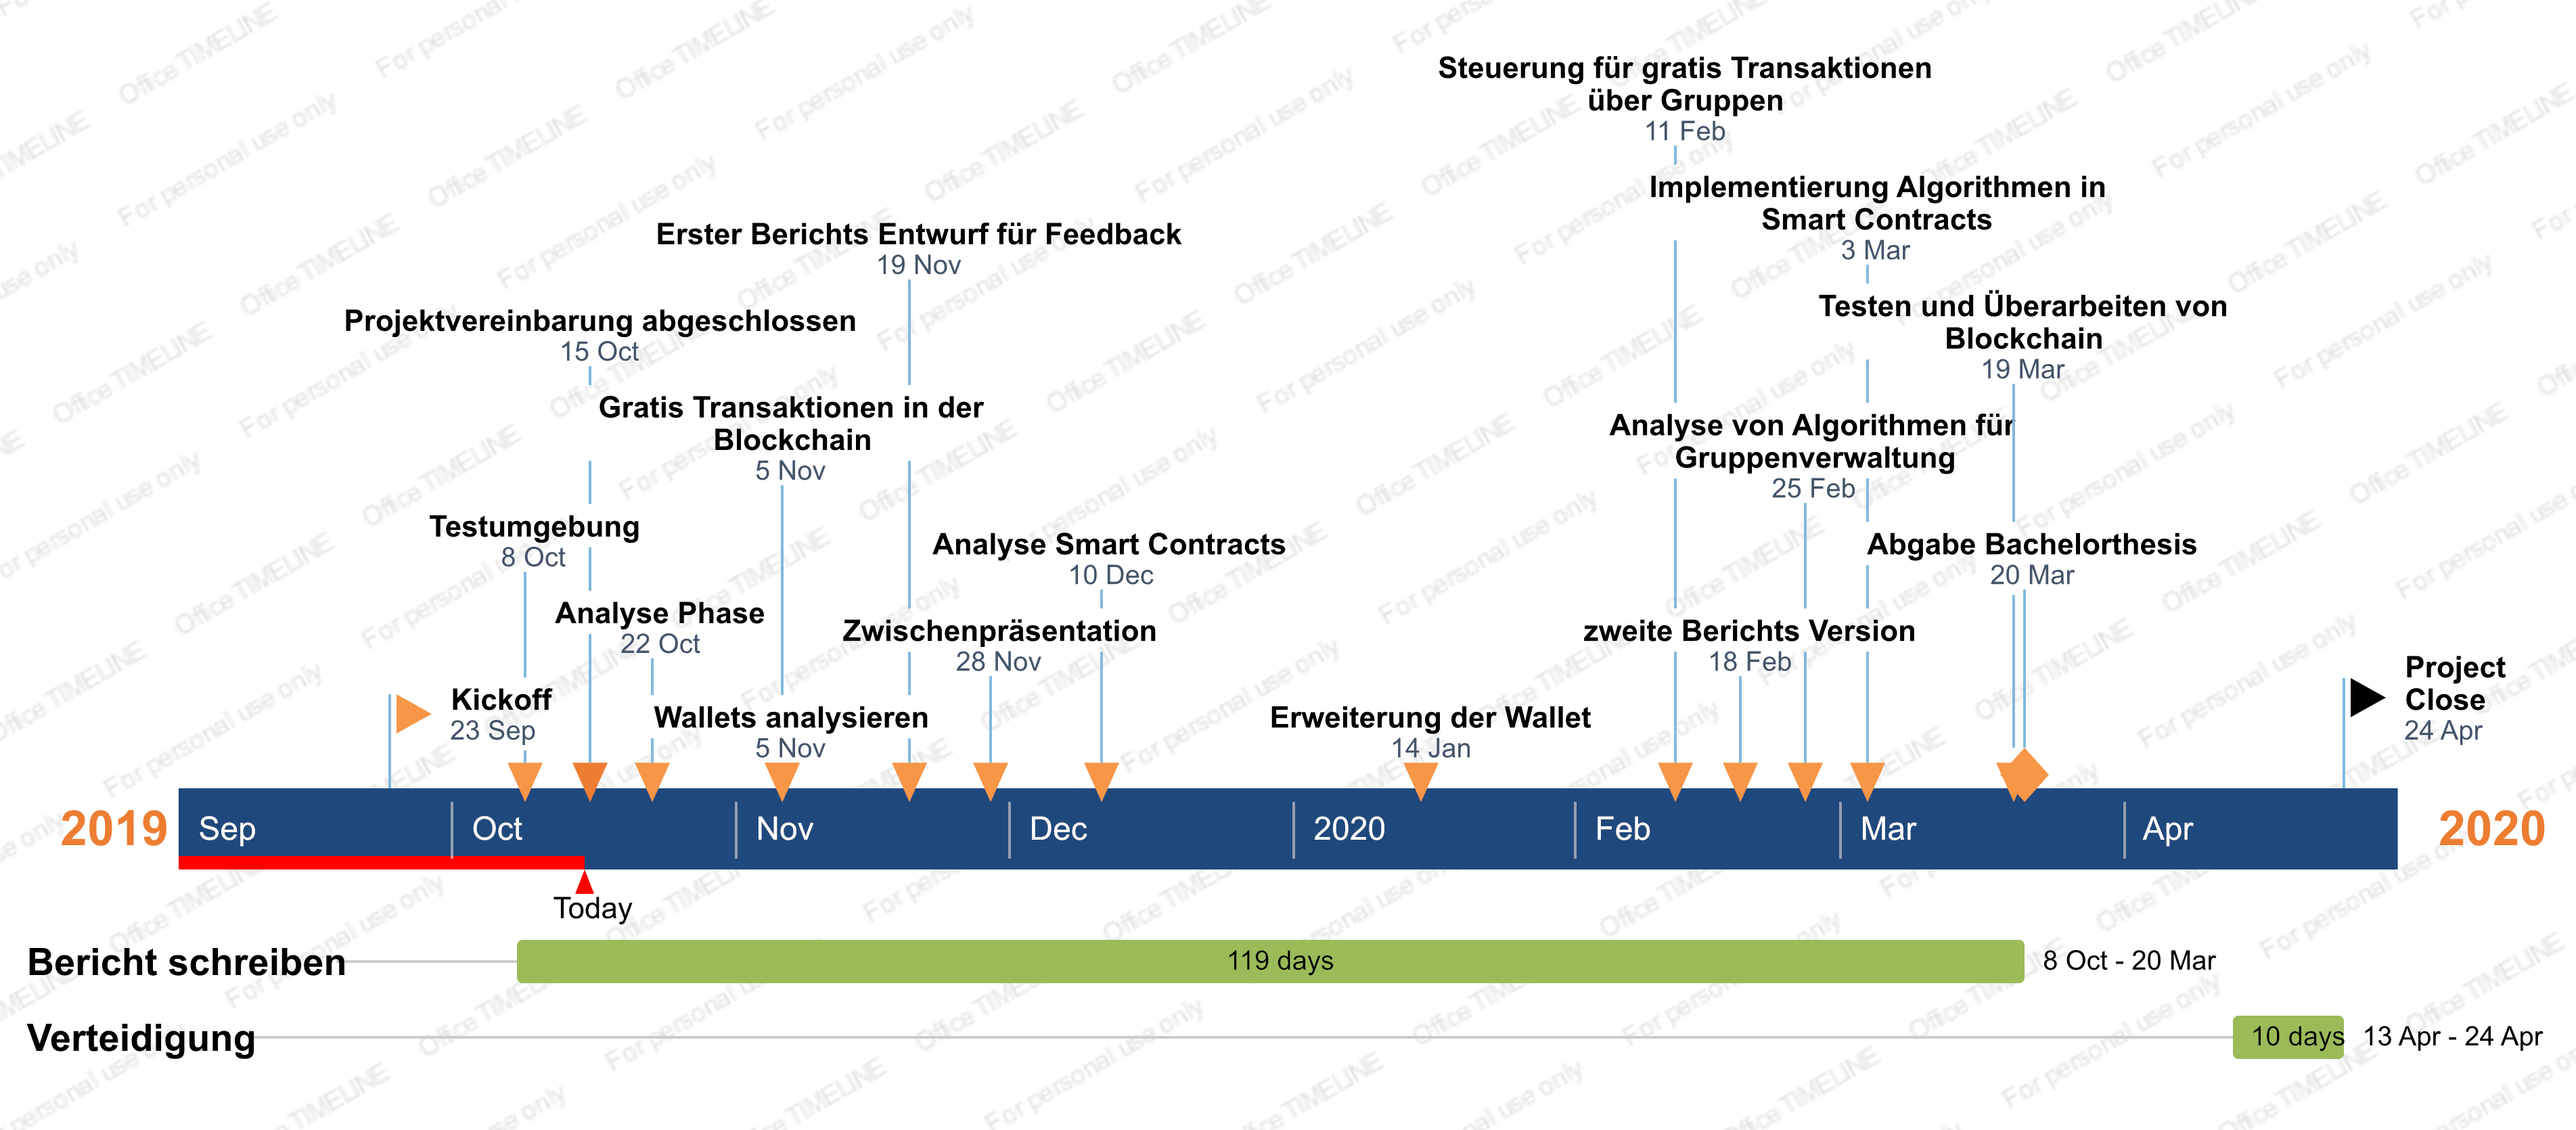 Steuerung für gratis Transaktionen
über Gruppen
11 Feb
Implementierung Algorithmen in
Smart Contracts
3 Mar
Erster Berichts Entwurf für Feedback
19 Nov
Testen und Überarbeiten von
Blockchain
19 Mar
Projektvereinbarung abgeschlossen
15 Oct
Gratis Transaktionen in der
Blockchain
5 Nov
Analyse von Algorithmen für
Gruppenverwaltung
25 Feb
Testumgebung
8 Oct
Analyse Smart Contracts
10 Dec
Abgabe Bachelorthesis
20 Mar
Analyse Phase
22 Oct
Zwischenpräsentation
28 Nov
zweite Berichts Version
18 Feb
Kickoff
23 Sep
Wallets analysieren
5 Nov
Erweiterung der Wallet
14 Jan
Project
Close
24 Apr
2019
Sep
Oct
Nov
Dec
2020
Feb
Mar
Apr
2020
Today
Bericht schreiben
119 days
8 Oct - 20 Mar
Verteidigung
10 days
13 Apr - 24 Apr
Office TIMELINE
For personal use only